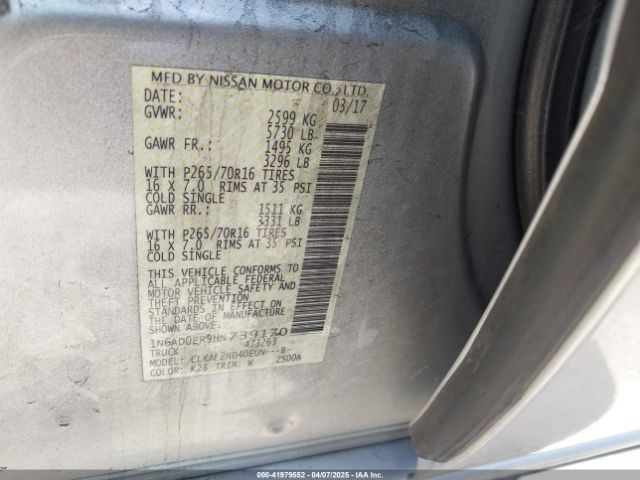 MFD BY NISSAN MOTOR CO.,LTD.
DATE: 03/17
GVWR: 2599 KG
5730 LB
GAWR FR.: 1495 KG
3296 LB
WITH P265/70R16 TIRES
16 X 7.0 RIMS AT 35 PSI
COLD SINGLE
GAWR RR.: 1511 KG
3331 LB
WITH P265/70R16 TIRES
16 X 7.0 RIMS AT 35 PSI
COLD SINGLE
THIS VEHICLE CONFORMS TO
ALL APPLICABLE FEDERAL
MOTOR VEHICLE SAFETY AND
THEFT PREVENTION
STANDARDS IN EFFECT ON
THE DATE OF MANUFACTURE
SHOWN ABOVE.
1N6AD0ER9HN739170
TRUCK 473263
MODEL: CLKAL2ND40EUN---B-
COLOR: K23 TRIM: W 2500A
000-41979552 04/07/2025 - IAA Inc.